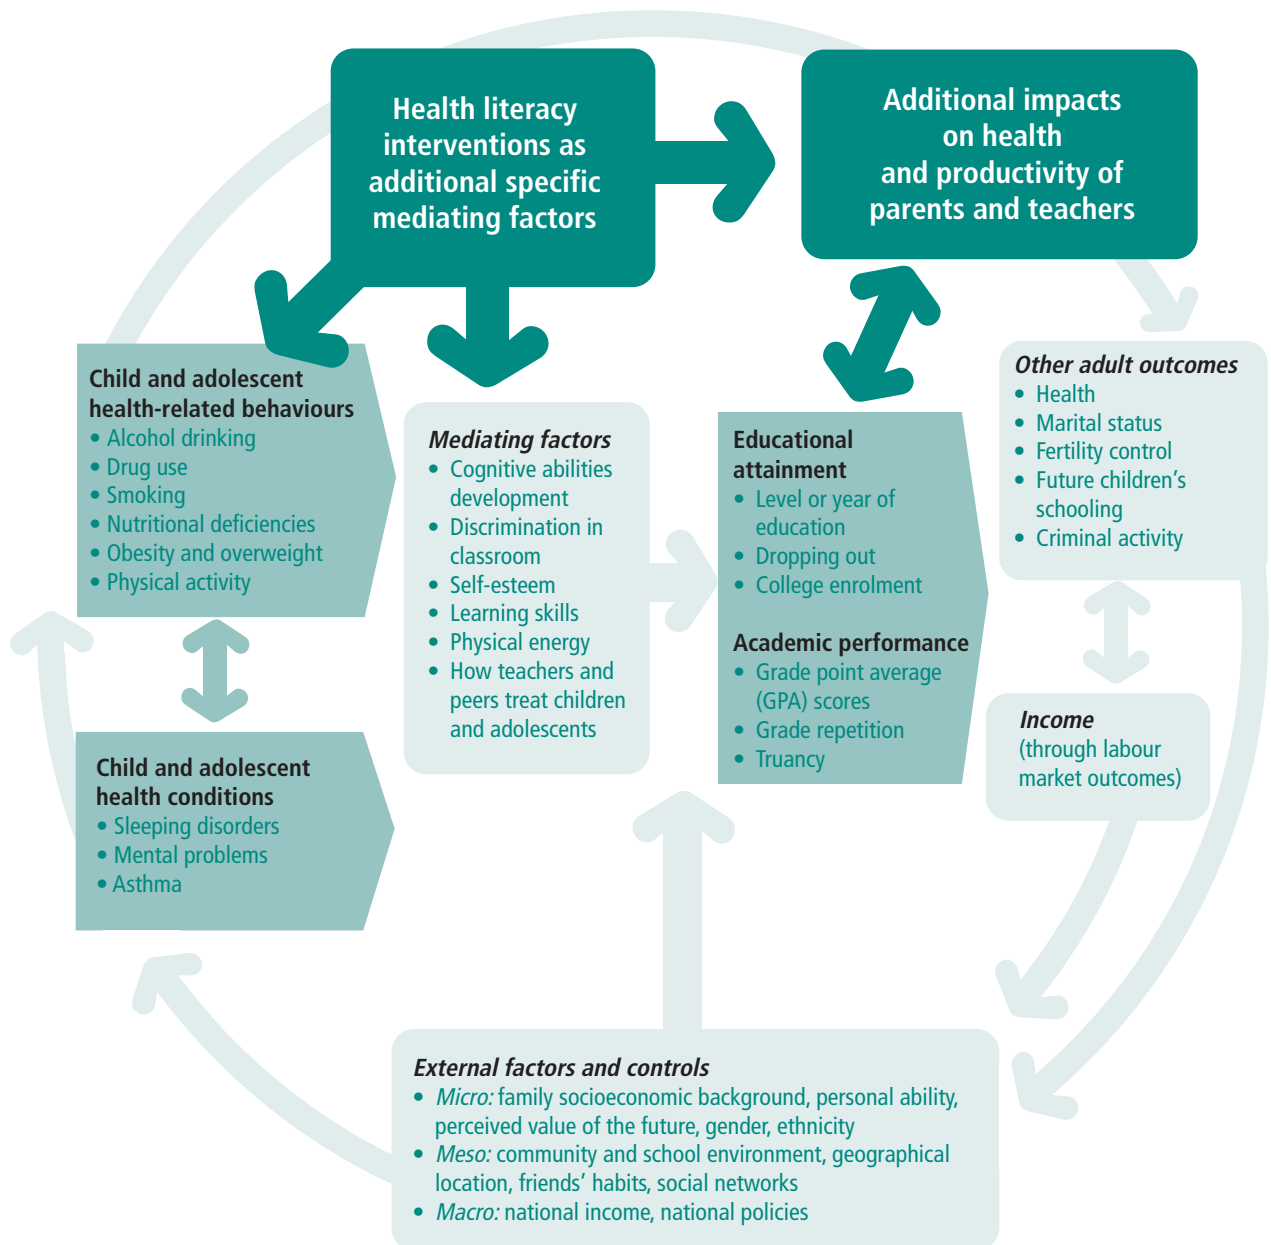 Health literacy
interventions as
additional specific
mediating factors
Additional impacts
on health
and productivity of
parents and teachers
Child and adolescent
health-related behaviours
• Alcohol drinking
• Drug use
• Smoking
• Nutritional deficiencies
• Obesity and overweight
• Physical activity
Child and adolescent
health conditions
• Sleeping disorders
• Mental problems
• Asthma
Mediating factors
• Cognitive abilities
development
• Discrimination in
classroom
• Self-esteem
• Learning skills
• Physical energy
• How teachers and
peers treat children
and adolescents
Educational
attainment
• Level or year of
education
• Dropping out
• College enrolment
Academic performance
• Grade point average
(GPA) scores
• Grade repetition
• Truancy
Other adult outcomes
• Health
• Marital status
• Fertility control
• Future children’s
schooling
• Criminal activity
Income
(through labour
market outcomes)
External factors and controls
• Micro: family socioeconomic background, personal ability,
perceived value of the future, gender, ethnicity
• Meso: community and school environment, geographical
location, friends’ habits, social networks
• Macro: national income, national policies